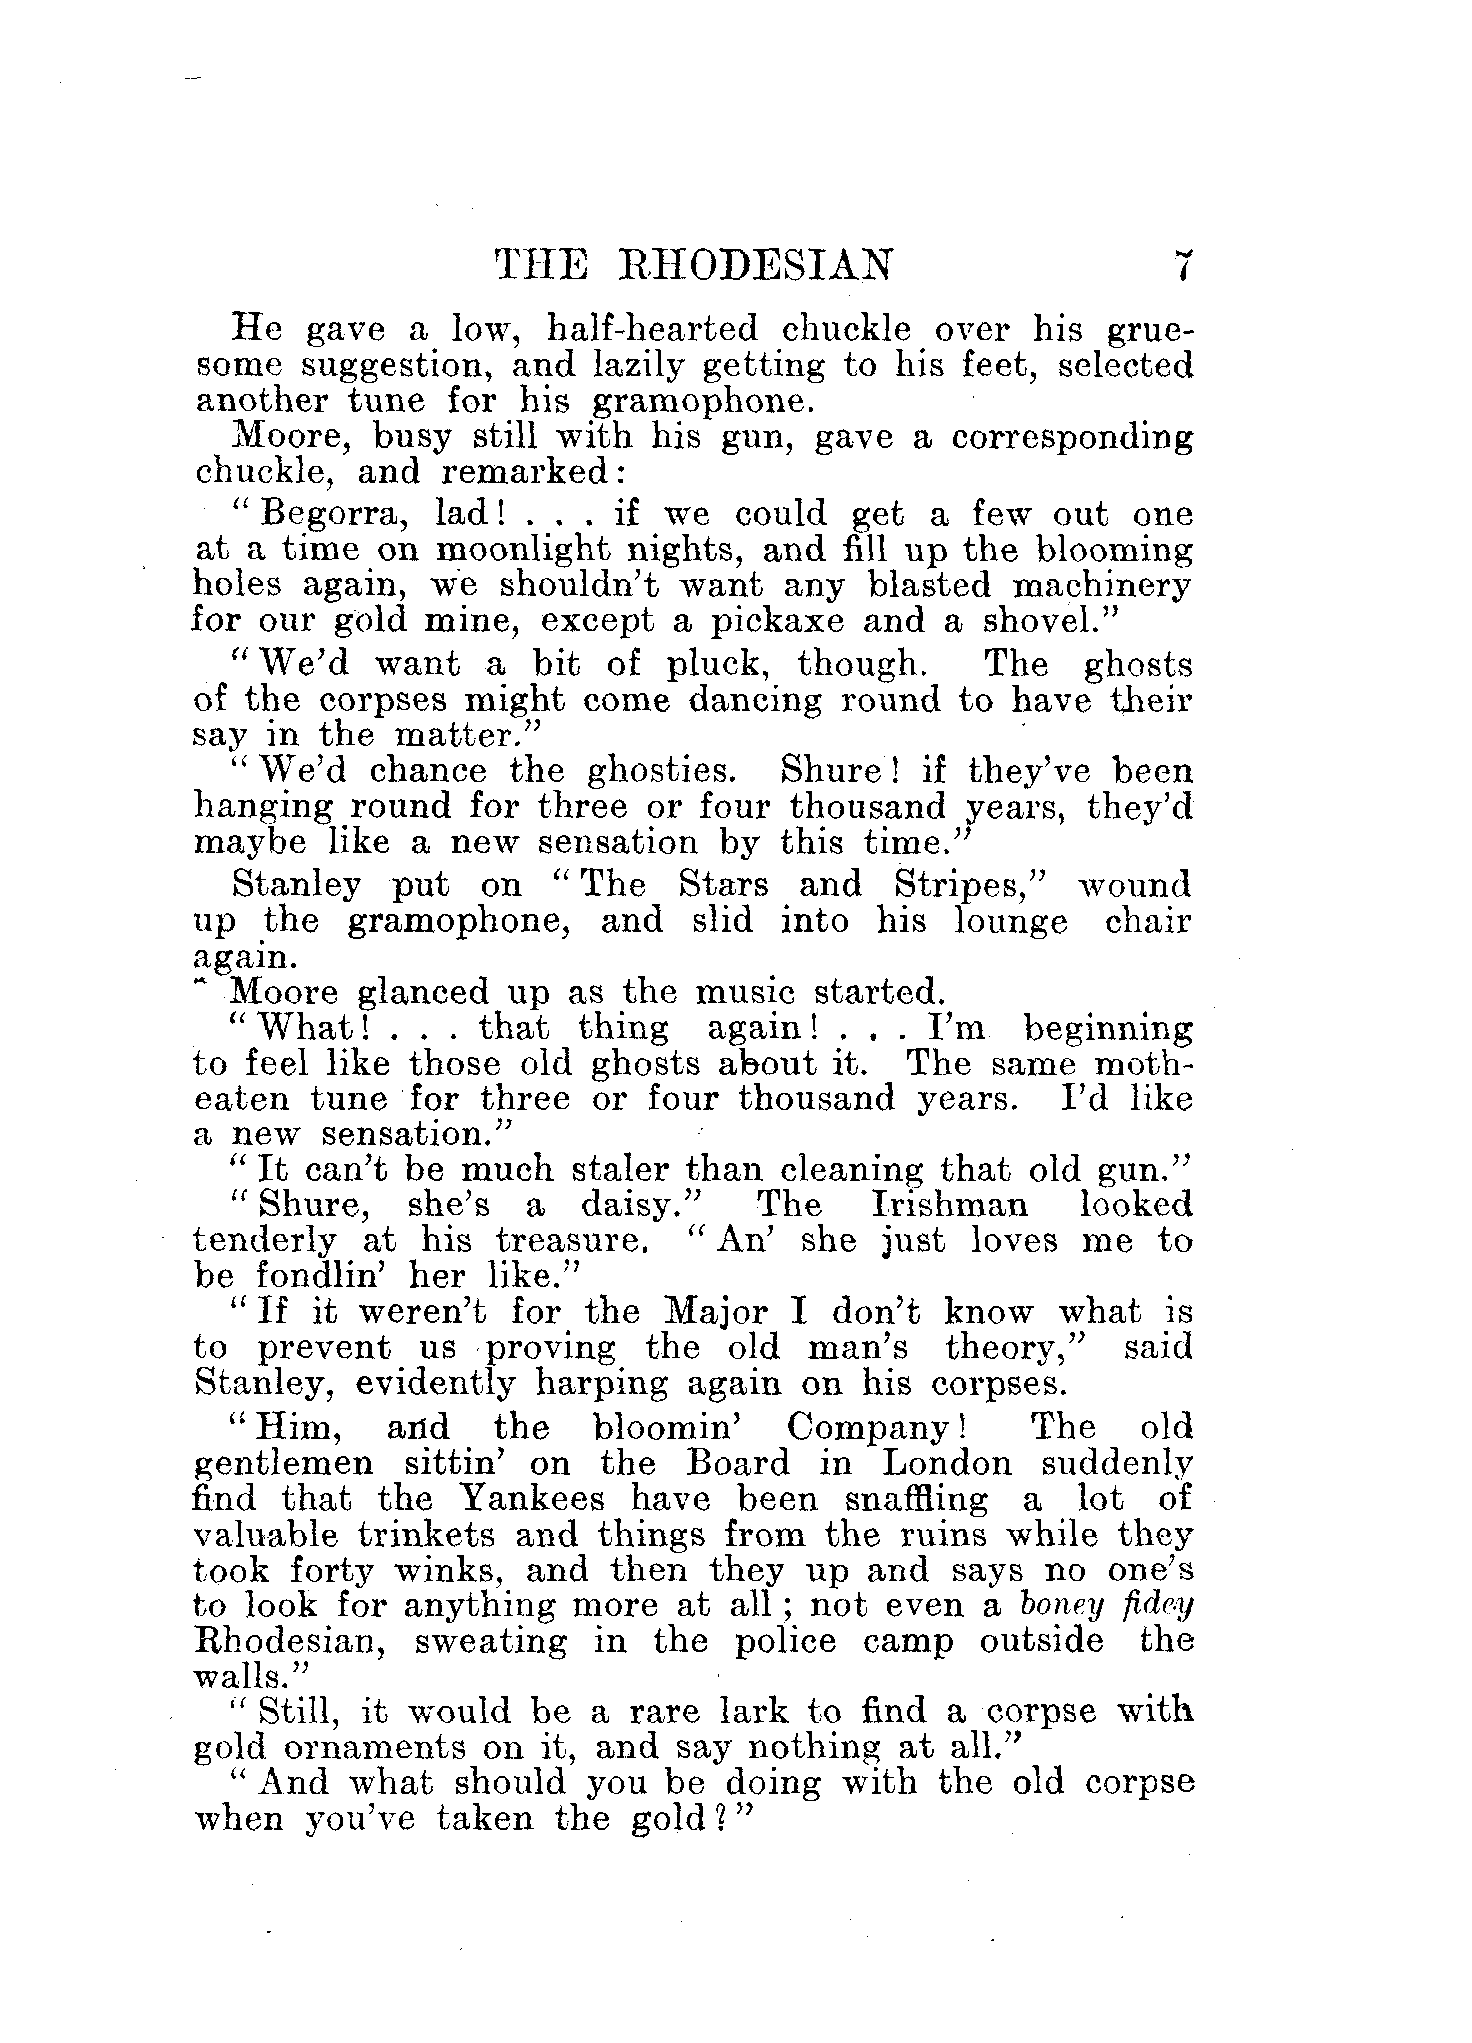 THE RHODESIAN 7
He gave a low, half-hearted chuckle over his grue-
some suggestion, and lazily getting to his feet, selected
another tune for his gramophone.
Moore, busy still with his gun, gave a corresponding
chuckle, and remarked:
" Begorra, lad! . . . if we could get a few out one
at a time on moonlight nights, and fill up the blooming
holes again, we shouldn't want any blasted machinery
for our gold mine, except a pickaxe and a shovel."
" We'd want a bit of pluck, though. The ghosts
of the corpses might come dancing round to have their
say in the matter."
" We'd chance the ghosties. Shure! if they've been
hanging round for three or four thousand years, they'd
maybe like a new sensation by this time."
Stanley put on " The Stars and Stripes," wound
up the gramophone, and slid into his lounge chair
again.
Moore glanced up as the music started.
" What! . . . that thing again! . . . I'm beginning
to feel like those old ghosts about it. The same moth-
eaten tune for three or four thousand years. I'd like
a new sensation."
" It can't be much staler than cleaning that old gun."
" Shure, she's a daisy." The Irishman looked
tenderly at his treasure. " An' she just loves me to
be fondlin' her like."
" If it weren't for the Major I don't know what is
to prevent us proving the old man's theory," said
Stanley, evidently harping again on his corpses.
" Him, and the bloomin' Company! The old
gentlemen sittin' on the Board in London suddenly
find that the Yankees have been snaffling a lot of
valuable trinkets and things from the ruins while they
took forty winks, and then they up and says no one's
to look for anything more at all ; not even a boney fidey
Rhodesian, sweating in the police camp outside the
walls."
" Still, it would be a rare lark to find a corpse with
gold ornaments on it, and say nothing at all."
" And what should you be doing with the old corpse
when you've taken the gold ? "